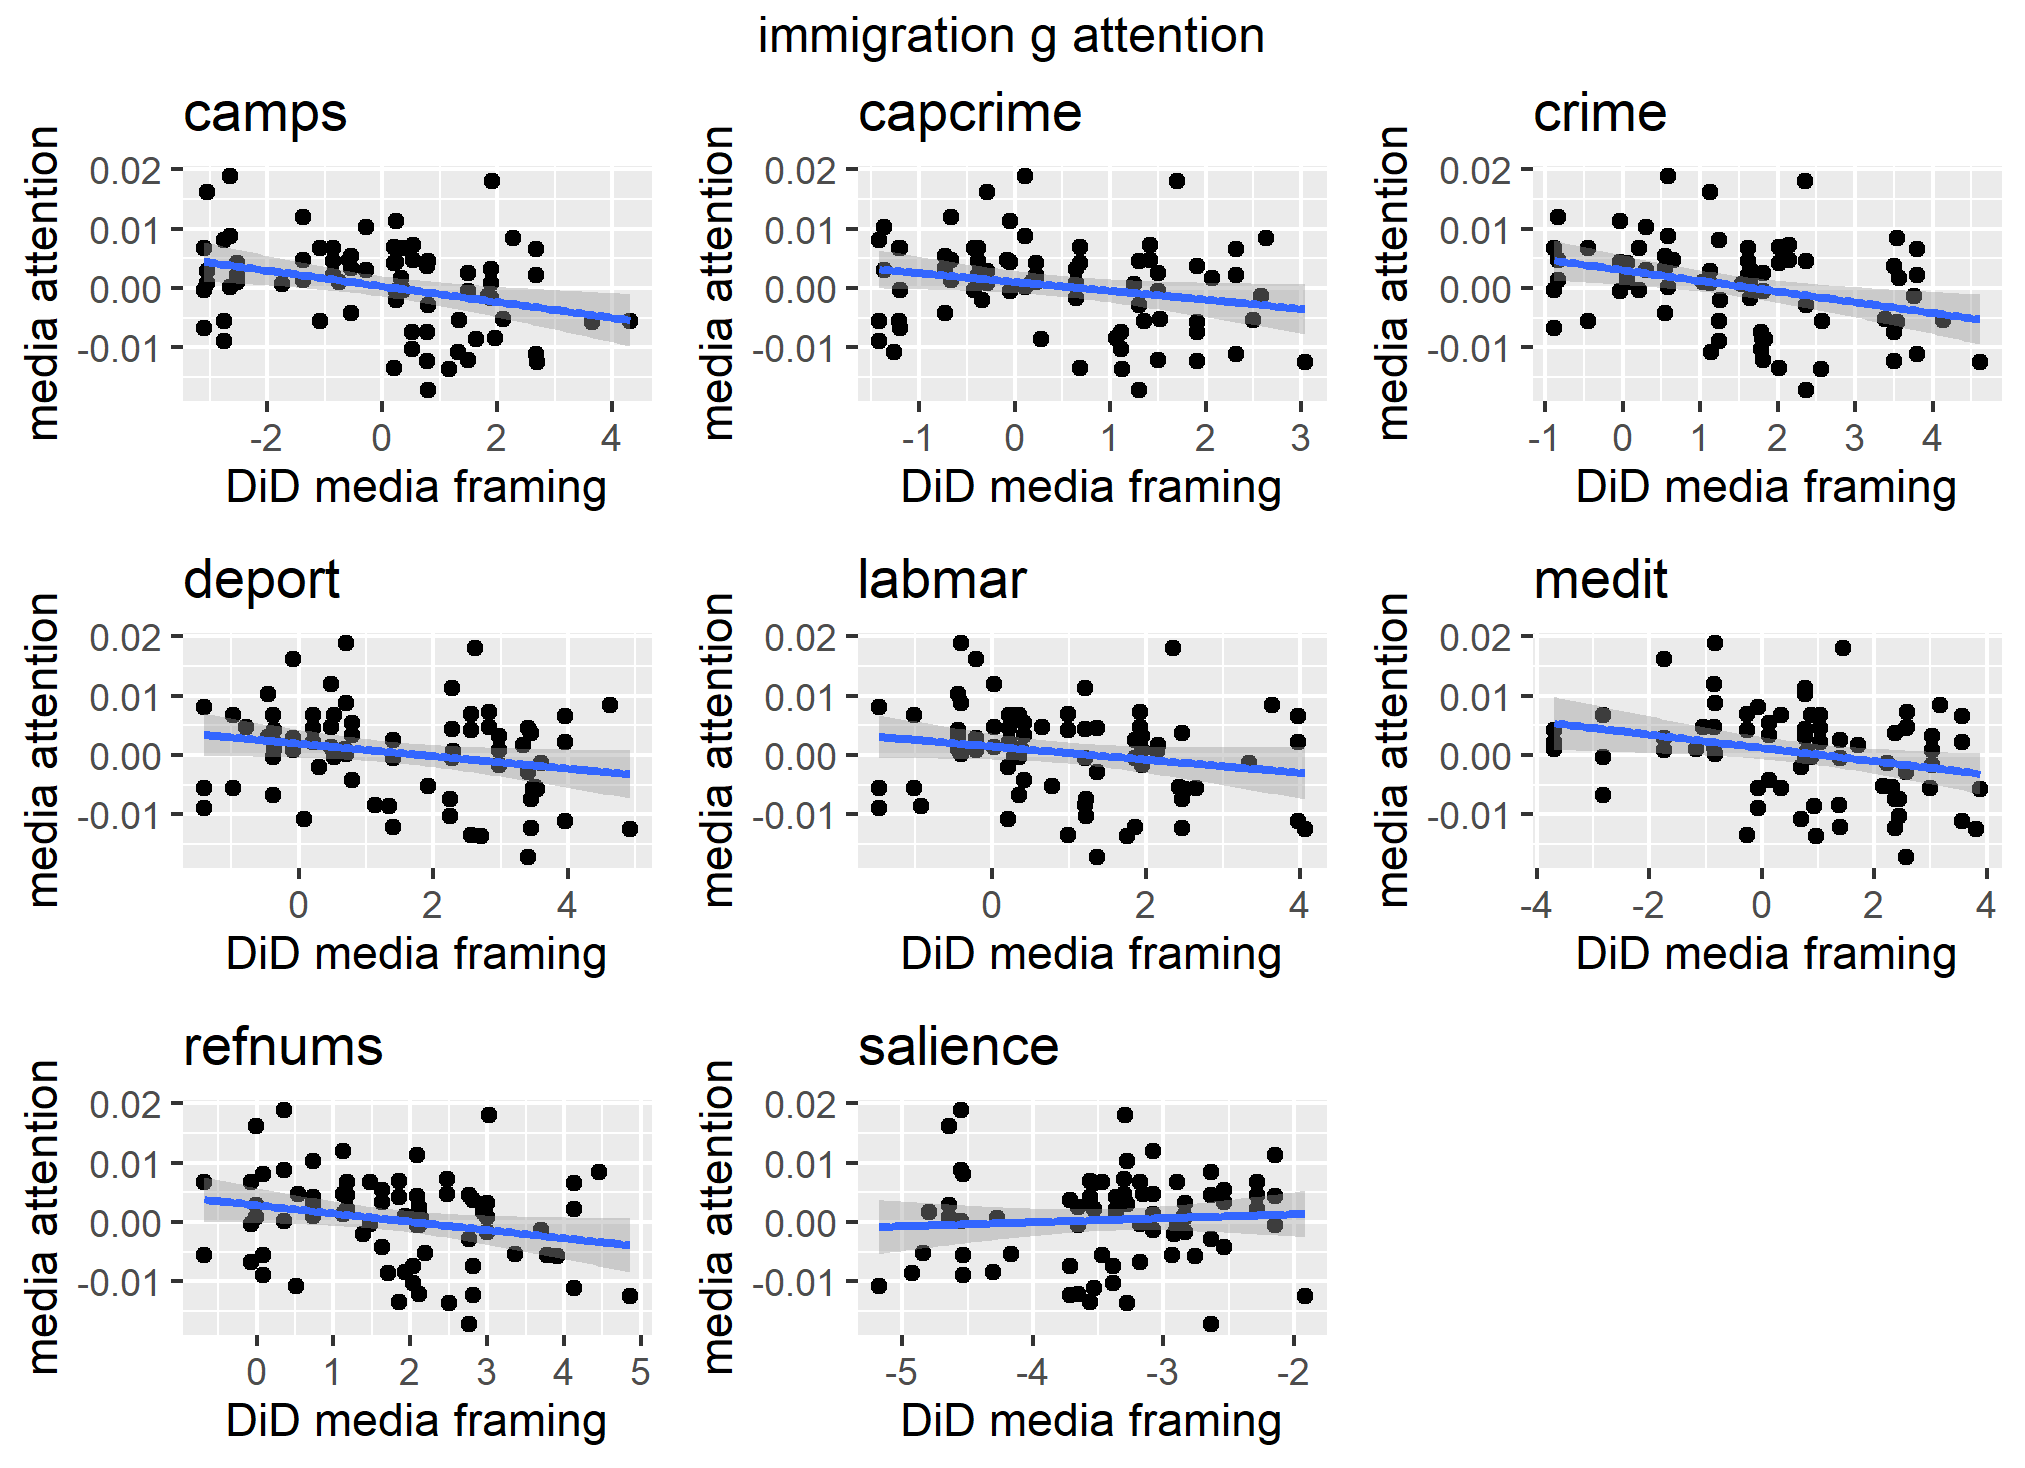 immigration g attention
camps
media attention
0.02
0.01
0.00
-0.01
-2 0 2 4
DiD media framing
capcrime
media attention
0.02
0.01
0.00
-0.01
-1 0 1 2 3
DiD media framing
crime
media attention
0.02
0.01
0.00
-0.01
-1 0 1 2 3 4
DiD media framing
deport
media attention
0.02
0.01
0.00
-0.01
0 2 4
DiD media framing
labmar
media attention
0.02
0.01
0.00
-0.01
0 2 4
DiD media framing
medit
media attention
0.02
0.01
0.00
-0.01
-4 -2 0 2 4
DiD media framing
refnums
media attention
0.02
0.01
0.00
-0.01
0 1 2 3 4 5
DiD media framing
salience
media attention
0.02
0.01
0.00
-0.01
-5 -4 -3 -2
DiD media framing